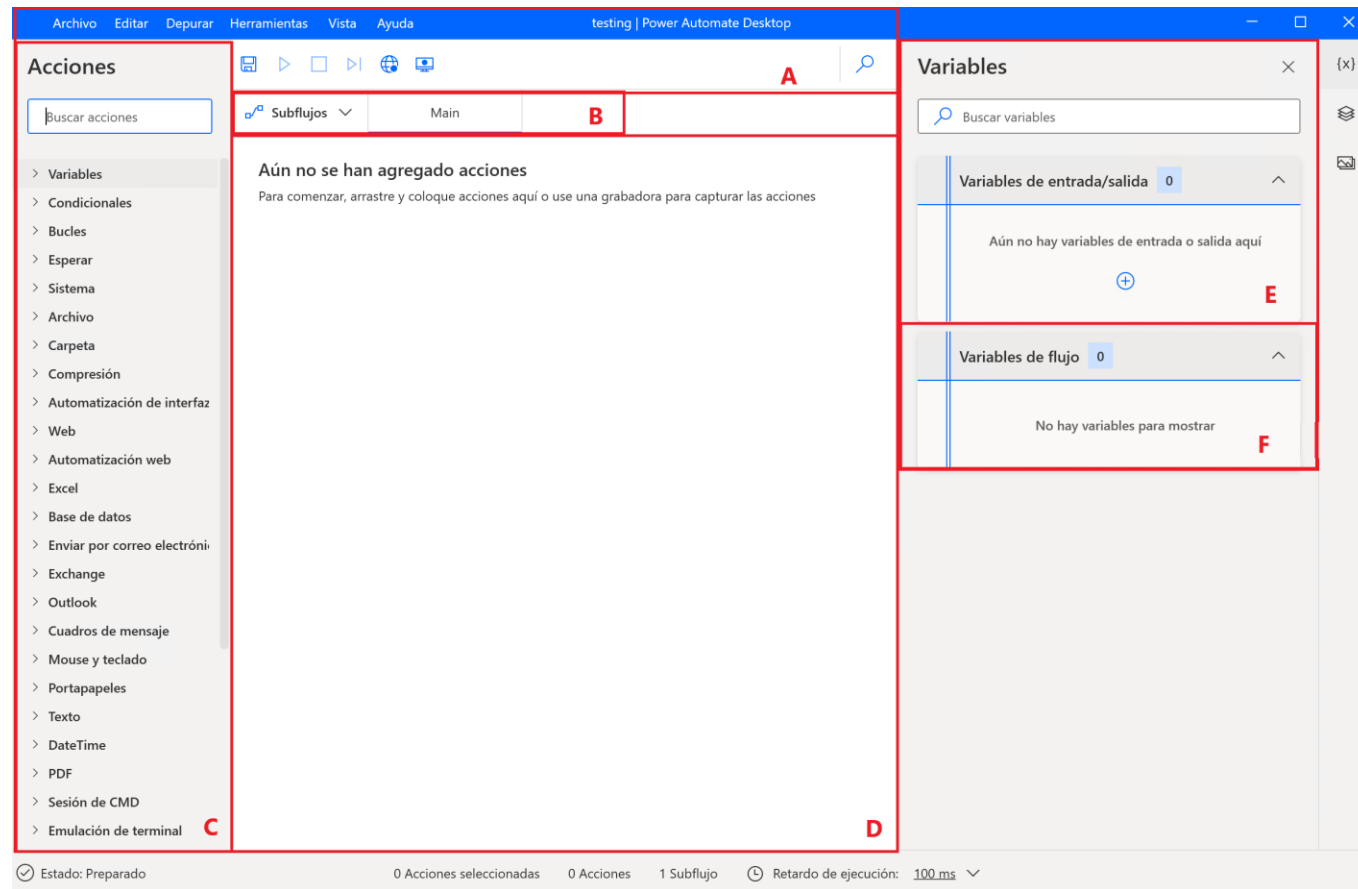 Archivo Editar Depurar Herramientas Vista Ayuda testing | Power Automate Desktop
Acciones
Buscar acciones
Variables
Condicionales
Bucles
Esperar
Sistema
Archivo
Carpeta
Compresión
Automatización de interfaz
Web
Automatización web
Excel
Base de datos
Enviar por correo electróni
Exchange
Outlook
Cuadros de mensaje
Mouse y teclado
Portapapeles
Texto
DateTime
PDF
Sesión de CMD
Emulación de terminal
C
A
Subflujos Main B
Aún no se han agregado acciones
Para comenzar, arrastre y coloque acciones aquí o use una grabadora para capturar las acciones
D
Variables
{x}
Buscar variables
Variables de entrada/salida 0
Aún no hay variables de entrada o salida aquí
E
Variables de flujo 0
No hay variables para mostrar
F
Estado: Preparado 0 Acciones seleccionadas 0 Acciones 1 Subflujo Retardo de ejecución: 100 ms